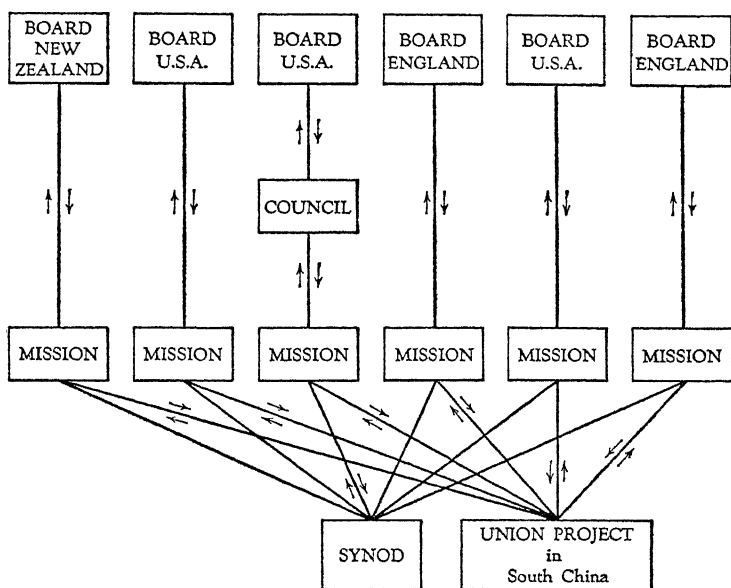 BOARD
NEW
ZEALAND
BOARD
U.S.A.
BOARD
U.S.A.
BOARD
ENGLAND
BOARD
U.S.A.
BOARD
ENGLAND
COUNCIL
MISSION
MISSION
MISSION
MISSION
MISSION
MISSION
SYNOD
UNION PROJECT
in
South China